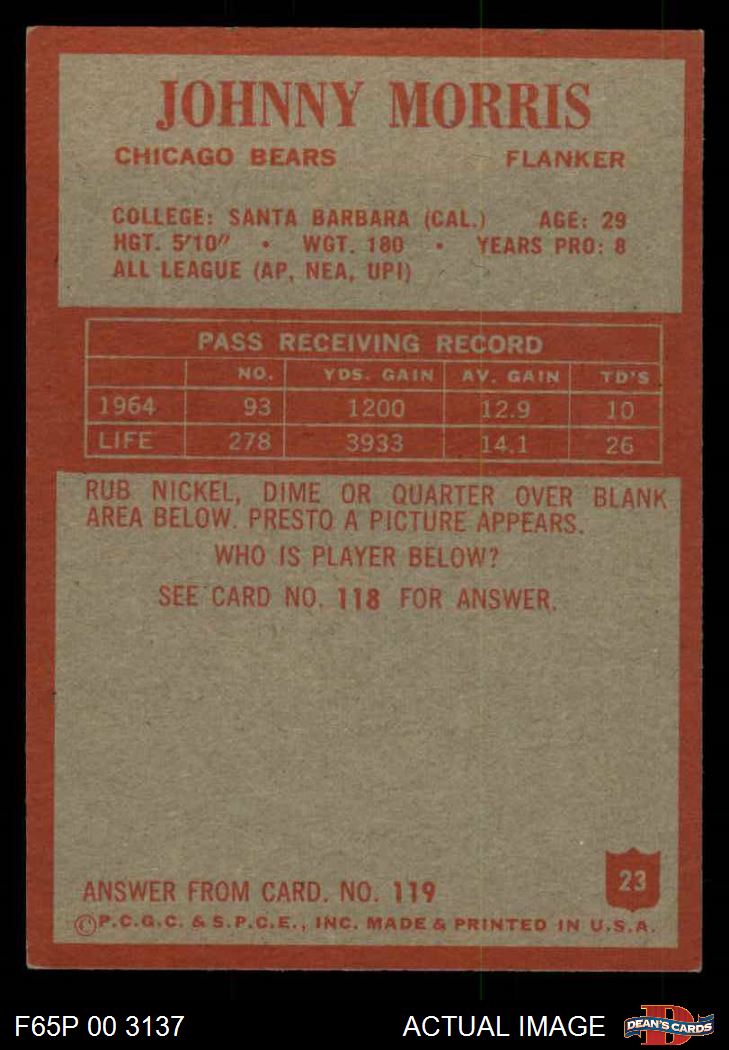 JOHNNY MORRIS
CHICAGO BEARS FLANKER
COLLEGE: SANTA BARBARA (CAL.) AGE: 29
HGT. 5'10" • WGT. 180 • YEARS PRO: 8
ALL LEAGUE (AP, NEA, UPI)
PASS RECEIVING RECORD
NO. YDS. GAIN AV. GAIN TD'S
1964 93 1200 12.9 10
LIFE 278 3933 14.1 26
RUB NICKEL, DIME OR QUARTER OVER BLANK
AREA BELOW. PRESTO A PICTURE APPEARS.
WHO IS PLAYER BELOW?
SEE CARD NO. 118 FOR ANSWER.
23
ANSWER FROM CARD. NO. 119
©P.C.G.C. & S.P.C.E., INC. MADE & PRINTED IN U.S.A.
F65P 00 3137 ACTUAL IMAGE D DEAN'S CARDS